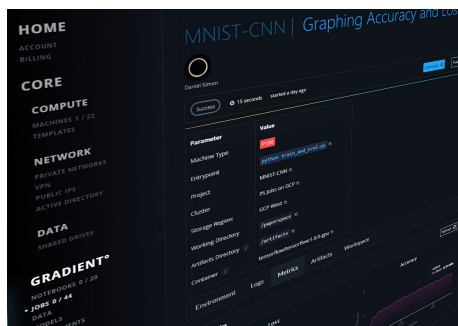 HOME
ACCOUNT
BILLING
CORE
COMPUTE
MACHINES 1 / 22
TEMPLATES
NETWORK
PRIVATE NETWORKS
VPN
PUBLIC IPS
ACTIVE DIRECTORY
DATA
SHARED DRIVES
GRADIENT°
NOTEBOOKS 0 / 20
JOBS 0 / 44
DATA
MODELS
MNIST-CNN | Graphing Accuracy and Los
Daniel Simon
Success 15 seconds started a day ago
Parameter Value
Machine Type P5000
Entrypoint python train_and_eval.py
Project MNIST-CNN
Cluster PS Jobs on GCP
Storage Region: GCP West
Working Directory /paperspace
Artifacts Directory /artifacts
Container tensorflow/tensorflow:1.8.0-gpu
Environment Logs Metrics Artifacts Workspace
Loss Accuracy